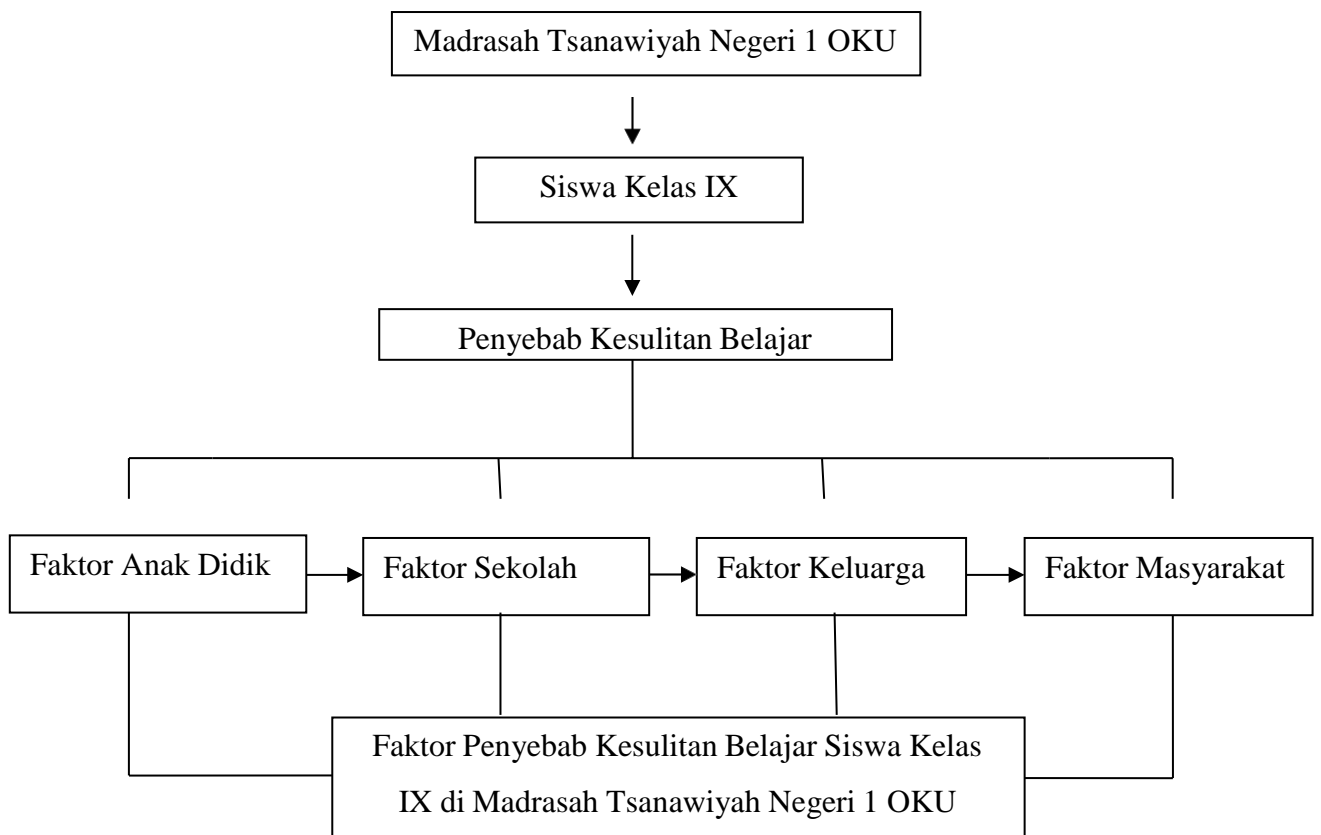 Madrasah Tsanawiyah Negeri 1 OKU
Siswa Kelas IX
Penyebab Kesulitan Belajar
Faktor Anak Didik
Faktor Sekolah
Faktor Keluarga
Faktor Masyarakat
Faktor Penyebab Kesulitan Belajar Siswa Kelas
IX di Madrasah Tsanawiyah Negeri 1 OKU